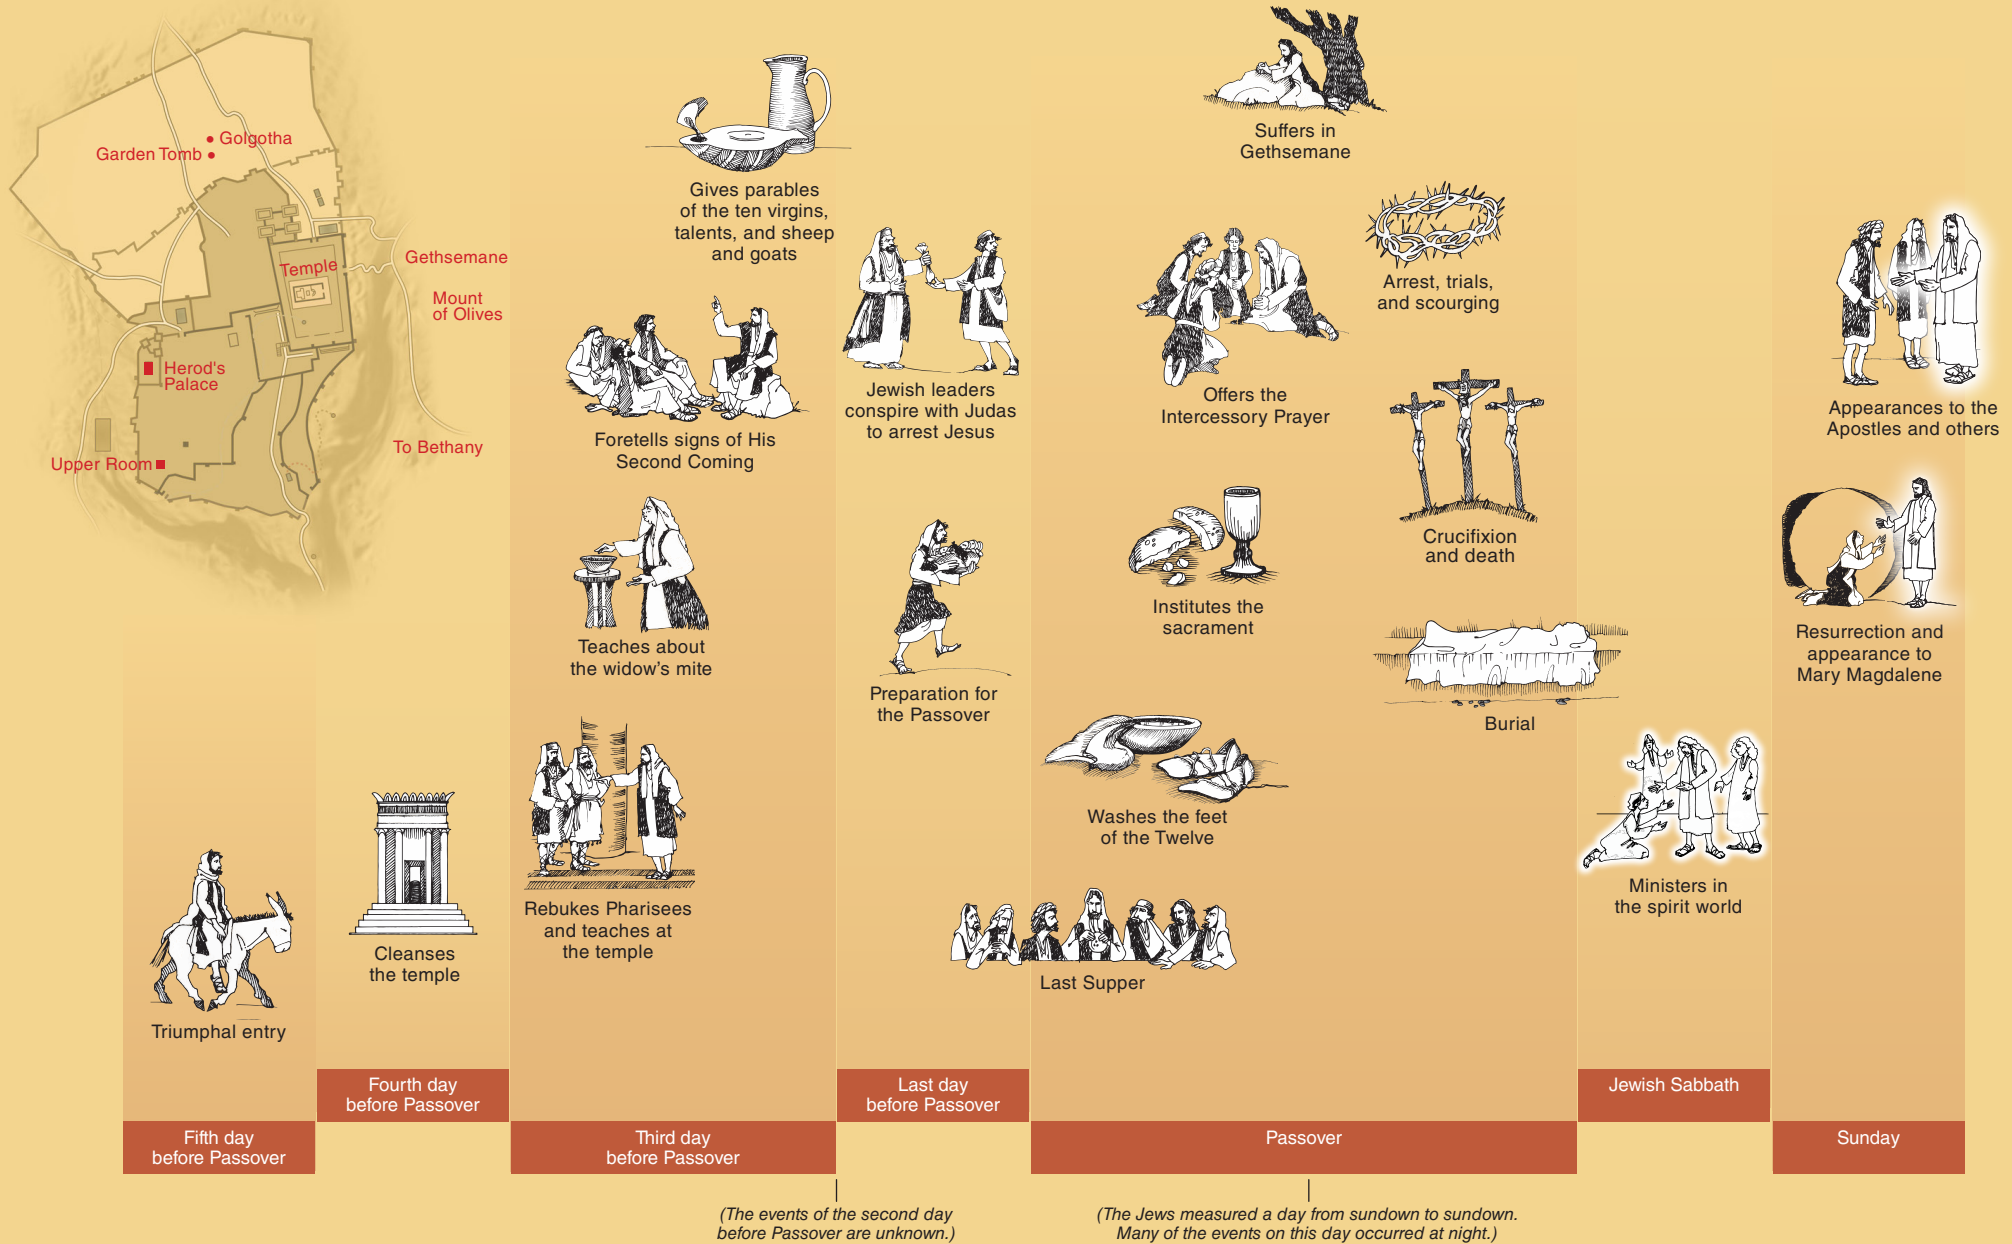 Golgotha
Garden Tomb
Temple
Gethsemane
Mount
of Olives
Herod's
Palace
To Bethany
Upper Room
Triumphal entry
Fifth day
before Passover
Cleanses
the temple
Fourth day
before Passover
Gives parables
of the ten virgins,
talents, and sheep
and goats
Foretells signs of His
Second Coming
Teaches about
the widow's mite
Rebukes Pharisees
and teaches at
the temple
Third day
before Passover
(The events of the second day
before Passover are unknown.)
Jewish leaders
conspire with Judas
to arrest Jesus
Preparation for
the Passover
Last day
before Passover
Suffers in
Gethsemane
Arrest, trials,
and scourging
Offers the
Intercessory Prayer
Crucifixion
and death
Institutes the
sacrament
Burial
Washes the feet
of the Twelve
Last Supper
Passover
(The Jews measured a day from sundown to sundown.
Many of the events on this day occurred at night.)
Ministers in
the spirit world
Jewish Sabbath
Appearances to the
Apostles and others
Resurrection and
appearance to
Mary Magdalene
Sunday